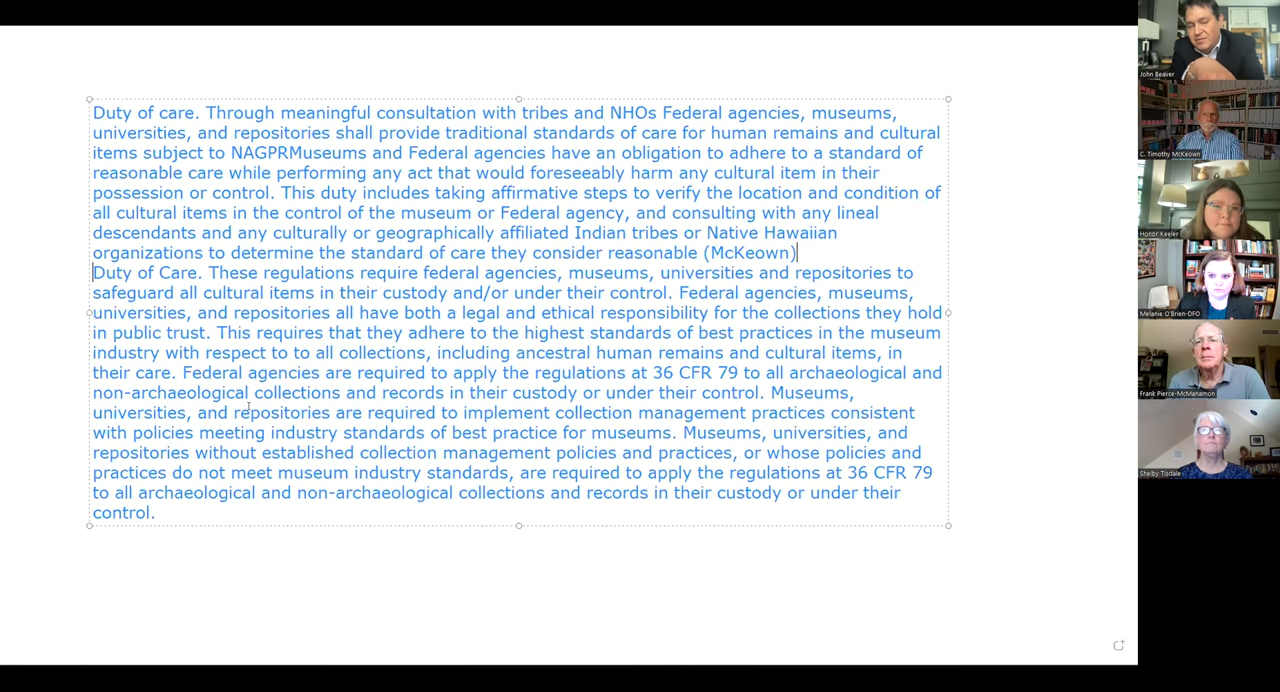 Duty of care. Through meaningful consultation with tribes and NHOs Federal agencies, museums,
universities, and repositories shall provide traditional standards of care for human remains and cultural
items subject to NAGPRMuseums and Federal agencies have an obligation to adhere to a standard of
reasonable care while performing any act that would foreseeably harm any cultural item in their
possession or control. This duty includes taking affirmative steps to verify the location and condition of
all cultural items in the control of the museum or Federal agency, and consulting with any lineal
descendants and any culturally or geographically affiliated Indian tribes or Native Hawaiian
organizations to determine the standard of care they consider reasonable (McKeown)
Duty of Care. These regulations require federal agencies, museums, universities and repositories to
safeguard all cultural items in their custody and/or under their control. Federal agencies, museums,
universities, and repositories all have both a legal and ethical responsibility for the collections they hold
in public trust. This requires that they adhere to the highest standards of best practices in the museum
industry with respect to to all collections, including ancestral human remains and cultural items, in
their care. Federal agencies are required to apply the regulations at 36 CFR 79 to all archaeological and
non-archaeological collections and records in their custody or under their control. Museums,
universities, and repositories are required to implement collection management practices consistent
with policies meeting industry standards of best practice for museums. Museums, universities, and
repositories without established collection management policies and practices, or whose policies and
practices do not meet museum industry standards, are required to apply the regulations at 36 CFR 79
to all archaeological and non-archaeological collections and records in their custody or under their
control.
John Beaver
C. Timothy McKeown
Honor Keeler
Melanie O'Brien-DFO
Frank Pierce-McManamon
Shelby Tisdale